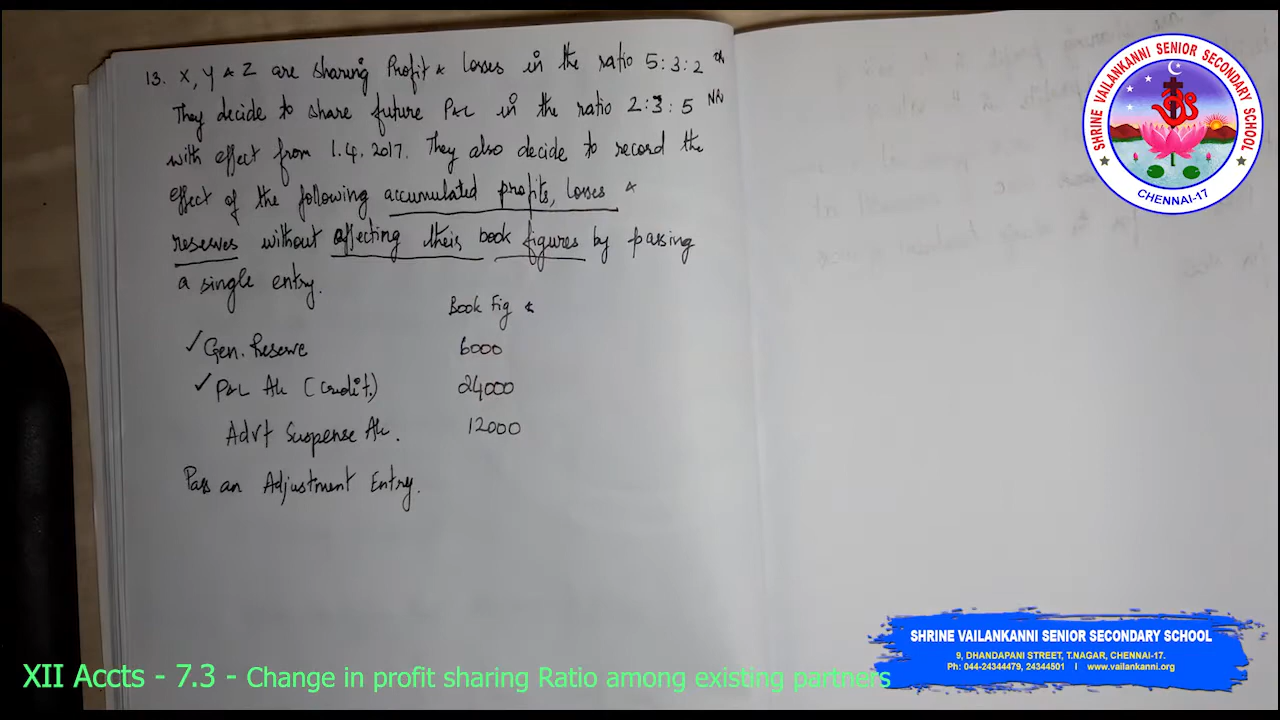 13. X, Y & Z are sharing Profit & Losses in the ratio 5:3:2 OR
They decide to share future P&L in the ratio 2:3:5 NR
with effect from 1.4.2017. They also decide to record the
effect of the following accumulated profits, losses &
reserves without affecting theis book figures by passing
a single entry.
Book Fig
Gen. Reserve 6000
P&L A/c (Credit) 24000
Advt Suspense A/c. 12000
Pass an Adjustment Entry.
SHRINE VAILANKANNI SENIOR SECONDARY SCHOOL
CHENNAI-17
SHRINE VAILANKANNI SENIOR SECONDARY SCHOOL
9, DHANDAPANI STREET, T.NAGAR, CHENNAI-17.
Ph: 044-24344479, 24344501 I www.vailankanni.org
XII Accts - 7.3 - Change in profit sharing Ratio among existing partners